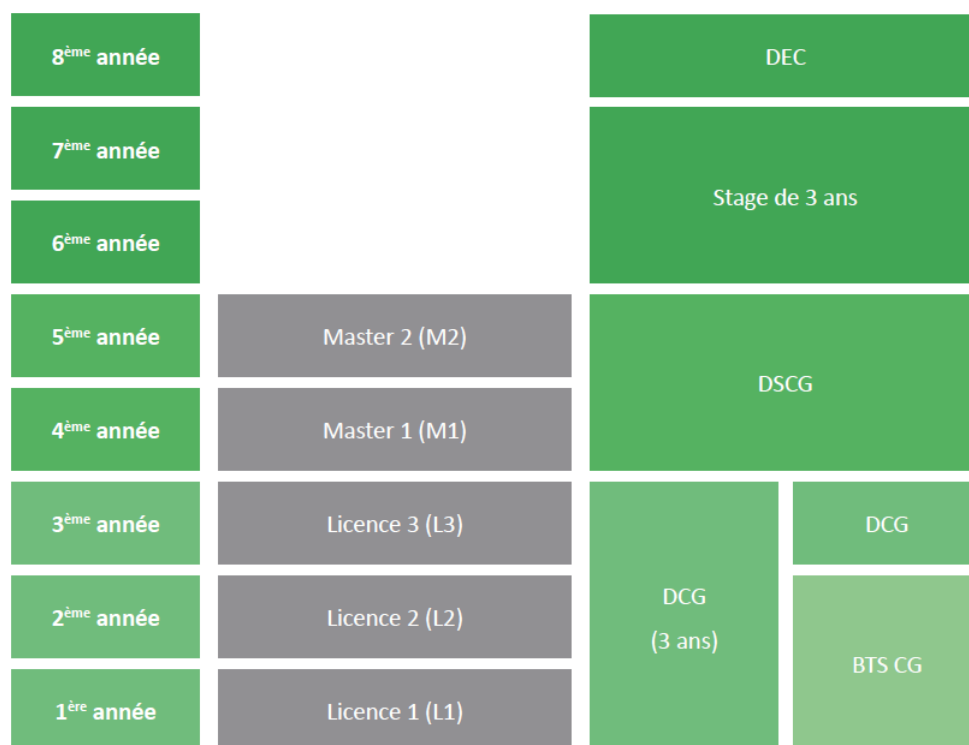 8ème année
DEC
7ème année
Stage de 3 ans
6ème année
5ème année
Master 2 (M2)
DSCG
4ème année
Master 1 (M1)
3ème année
Licence 3 (L3)
DCG
2ème année
Licence 2 (L2)
DCG
(3 ans)
BTS CG
1ère année
Licence 1 (L1)